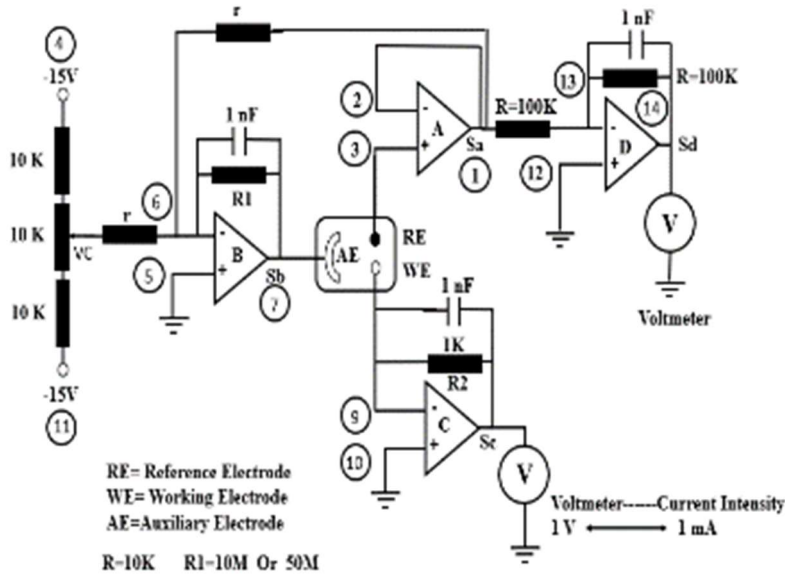 r
1 nF
4
-15V
13
R=100K
2
14
R=100K
1 nF
A
10 K
3
Sa
D
Sd
6
R1
1
12
10 K
r
RE
V
B
AE
VC
5
Sb
WE
7
1 nF
Voltmeter
10 K
1K
-15V
R2
11
9
C
10
Sc
V
RE= Reference Electrode
WE= Working Electrode
AE=Auxiliary Electrode
Voltmeter------Current Intensity
1 V 1 mA
R=10K R1=10M Or 50M